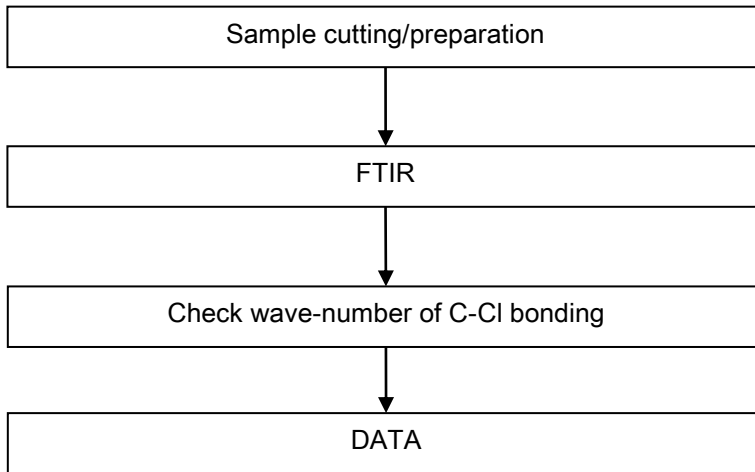 Sample cutting/preparation
FTIR
Check wave-number of C-Cl bonding
DATA